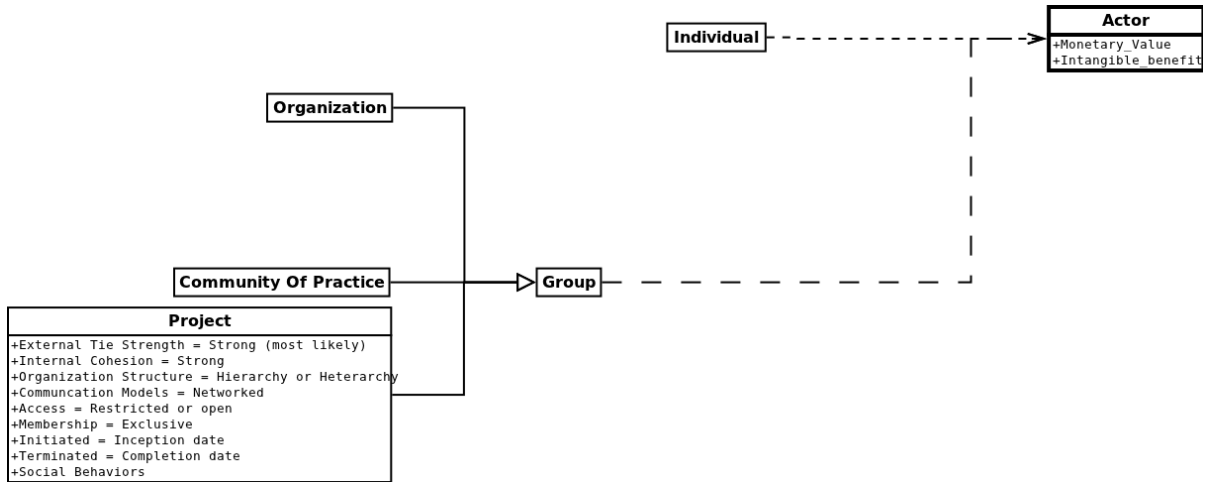 Actor
Individual
+Monetary_Value
+Intangible_benefit
Organization
Community Of Practice
Group
Project
+External Tie Strength = Strong (most likely)
+Internal Cohesion = Strong
+Organization Structure = Hierarchy or Heterarchy
+Communcation Models = Networked
+Access = Restricted or open
+Membership = Exclusive
+Initiated = Inception date
+Terminated = Completion date
+Social Behaviors